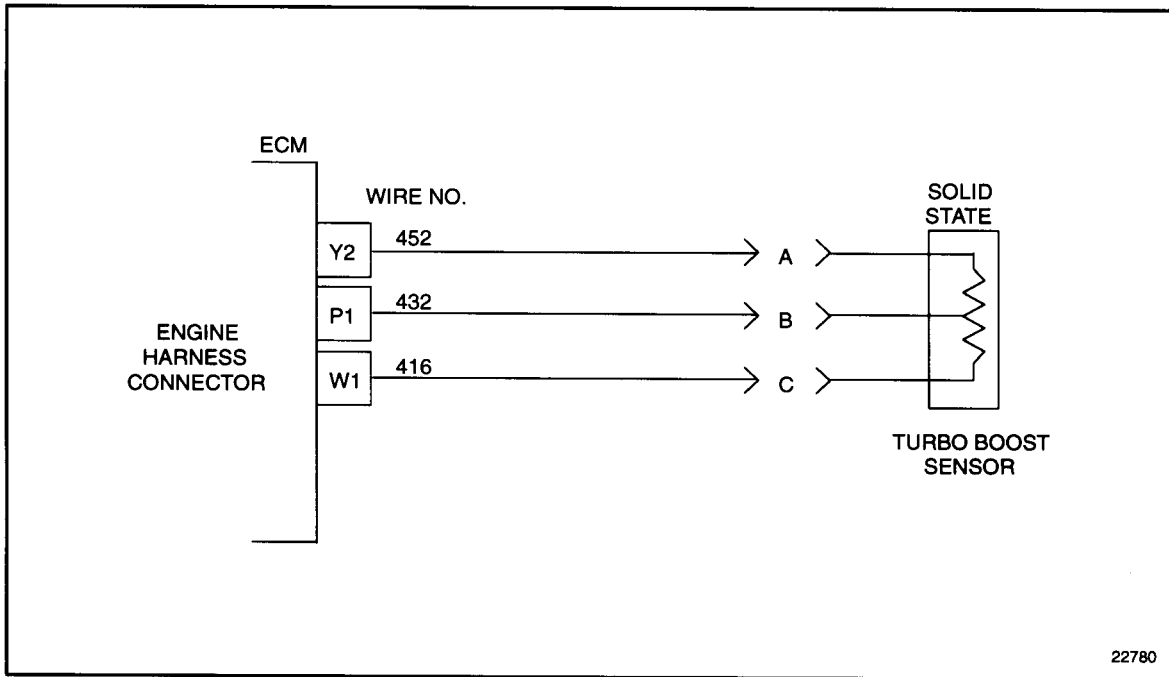 ECM
WIRE NO.
SOLID
STATE
Y2
452
A
P1
432
B
W1
416
C
ENGINE
HARNESS
CONNECTOR
TURBO BOOST
SENSOR
22780